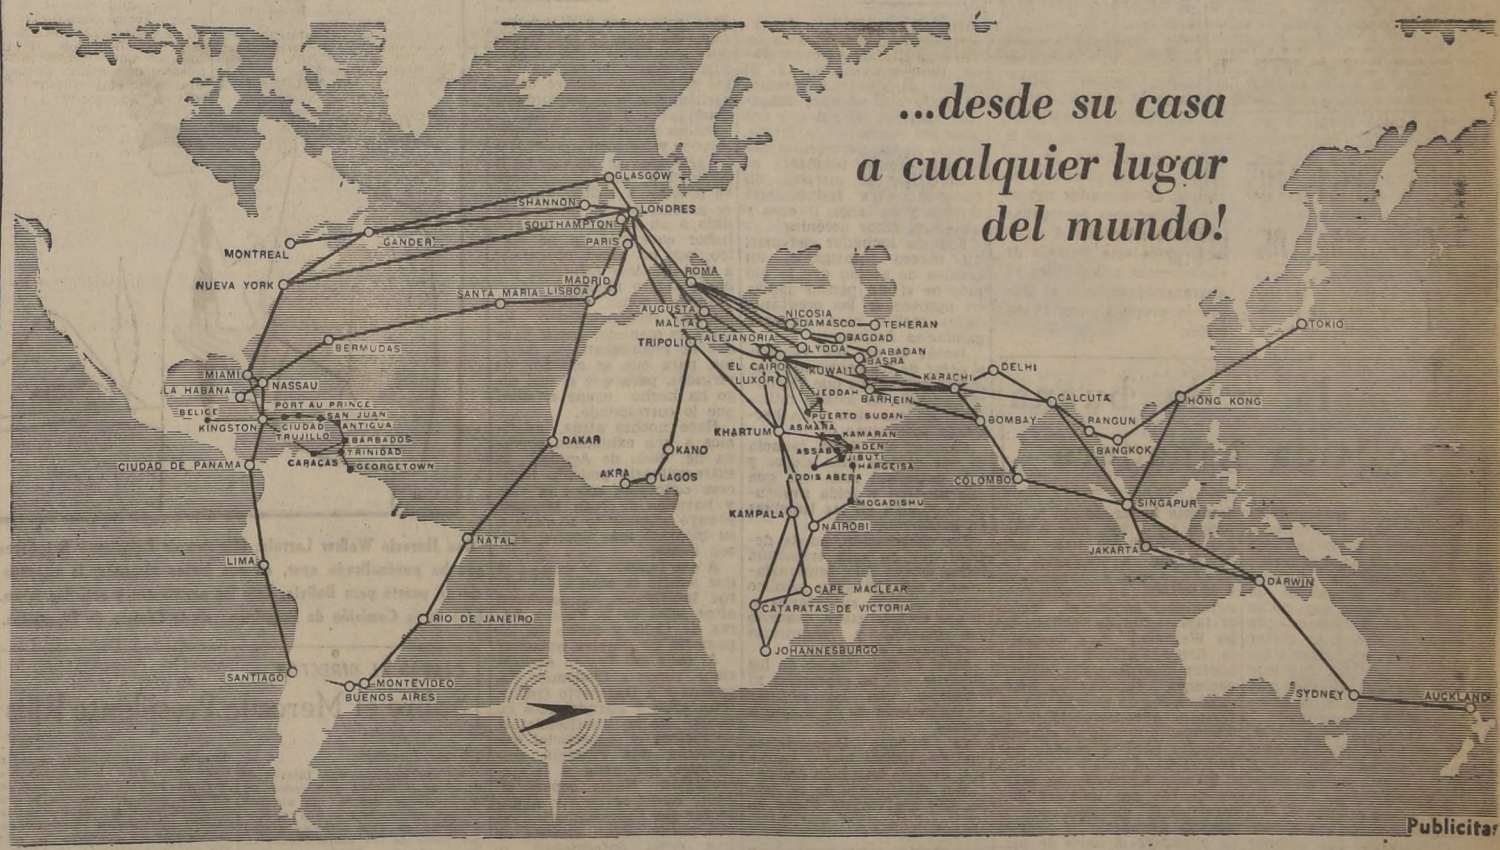 ...desde su casa
a cualquier lugar
del mundo!
GLASGOW
SHANNON
LONDRES
SOUTHAMPTON
PARIS
GANDER
MONTREAL
NUEVA YORK
MADRID
SANTA MARIA
LISBOA
ROMA
BERMUDAS
AUGUSTA
MALTA
TRIPOLI
ALEJANDRIA
NICOSIA
DAMASCO
TEHERAN
BAGDAD
LYDDA
ABADAN
BASRA
EL CAIRO
KUWAIT
LUXOR
KARACHI
DELHI
TOKIO
MIAMI
LA HABANA
NASSAU
BELICE
KINGSTON
PORT AU PRINCE
SAN JUAN
CIUDAD
TRUJILLO
ANTIGUA
BARBADOS
TRINIDAD
CARACAS
GEORGETOWN
CIUDAD DE PANAMA
DAKAR
JEDDAH
BARHEIN
PUERTO SUDAN
KHARTUM
ASMARA
KAMARAN
ADEN
ASSAB
JIBUTI
HARGEISA
ADDIS ABEBA
MOGADISHU
KANO
AKRA
LAGOS
KAMPALA
NAIROBI
CALCUTA
BOMBAY
RANGUN
BANGKOK
HONG KONG
COLOMBO
SINGAPUR
JAKARTA
DARWIN
NATAL
LIMA
CAPE MACLEAR
CATARATAS DE VICTORIA
RIO DE JANEIRO
JOHANNESBURGO
SANTIAGO
MONTEVIDEO
BUENOS AIRES
SYDNEY
AUCKLAND
Publicitas